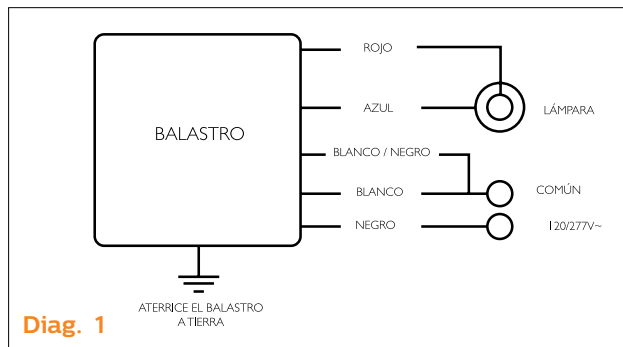 ROJO
AZUL
LÁMPARA
BALASTRO
BLANCO / NEGRO
BLANCO
COMÚN
NEGRO
120/277V~
ATERRICE EL BALASTRO
A TIERRA
Diag. 1